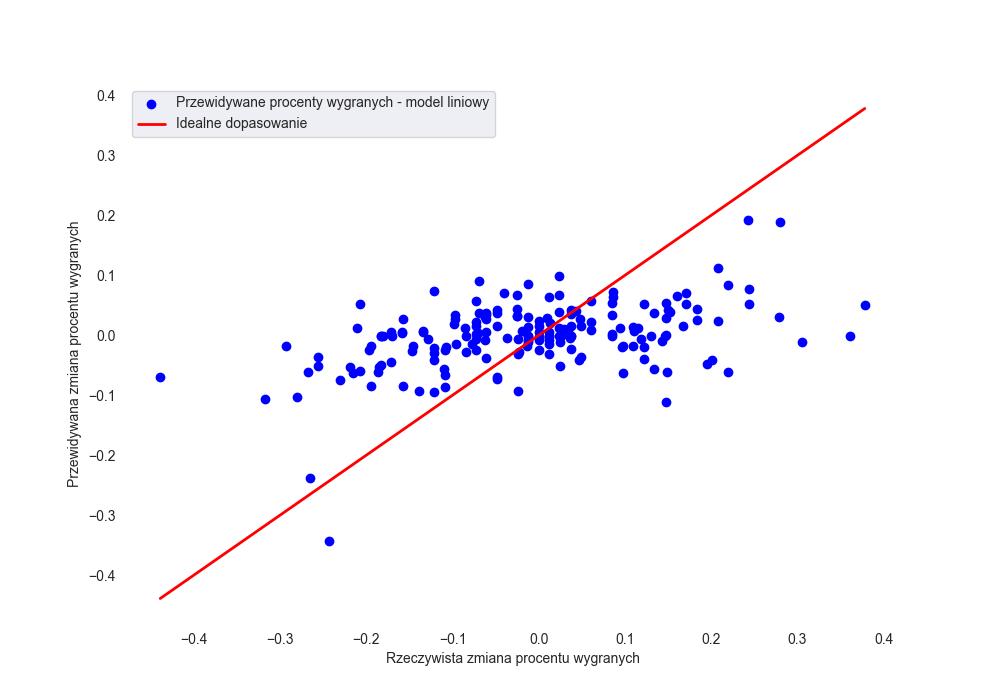 Przewidywane procenty wygranych - model liniowy
Idealne dopasowanie
0.4
0.3
0.2
0.1
0.0
−0.1
−0.2
−0.3
−0.4
Przewidywana zmiana procentu wygranych
−0.4 −0.3 −0.2 −0.1 0.0 0.1 0.2 0.3 0.4
Rzeczywista zmiana procentu wygranych